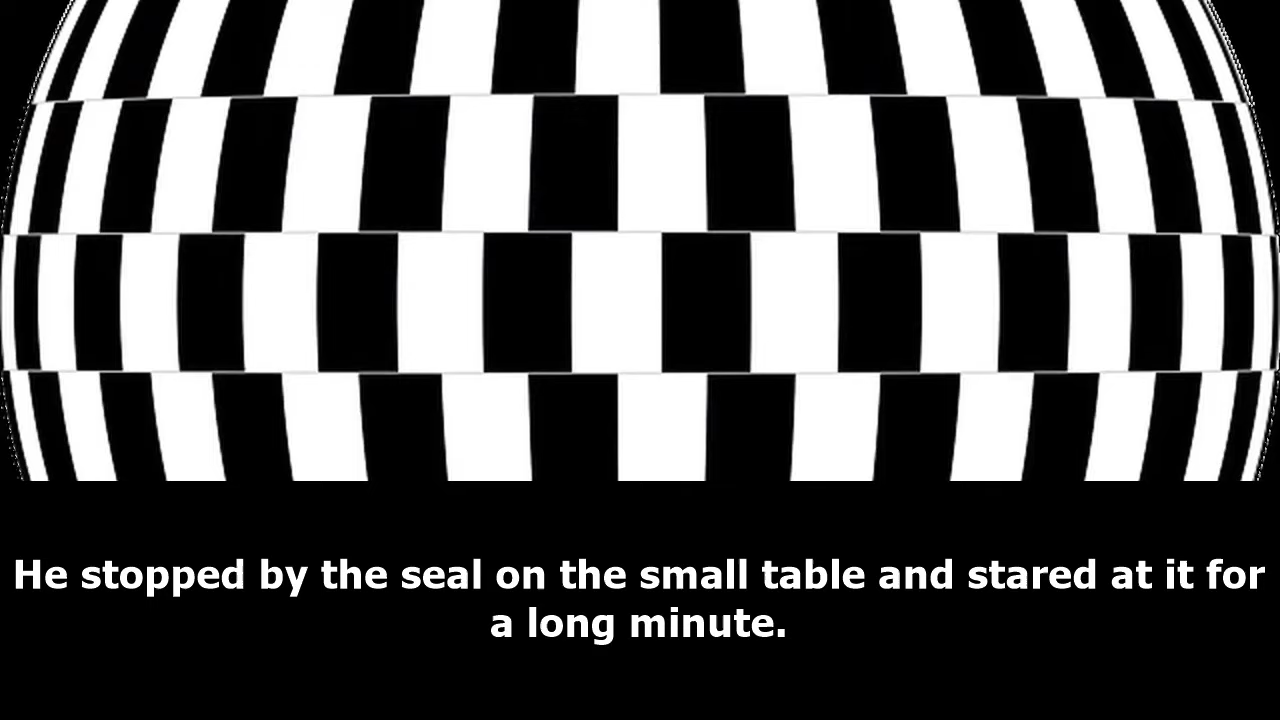 He stopped by the seal on the small table and stared at it for
a long minute.